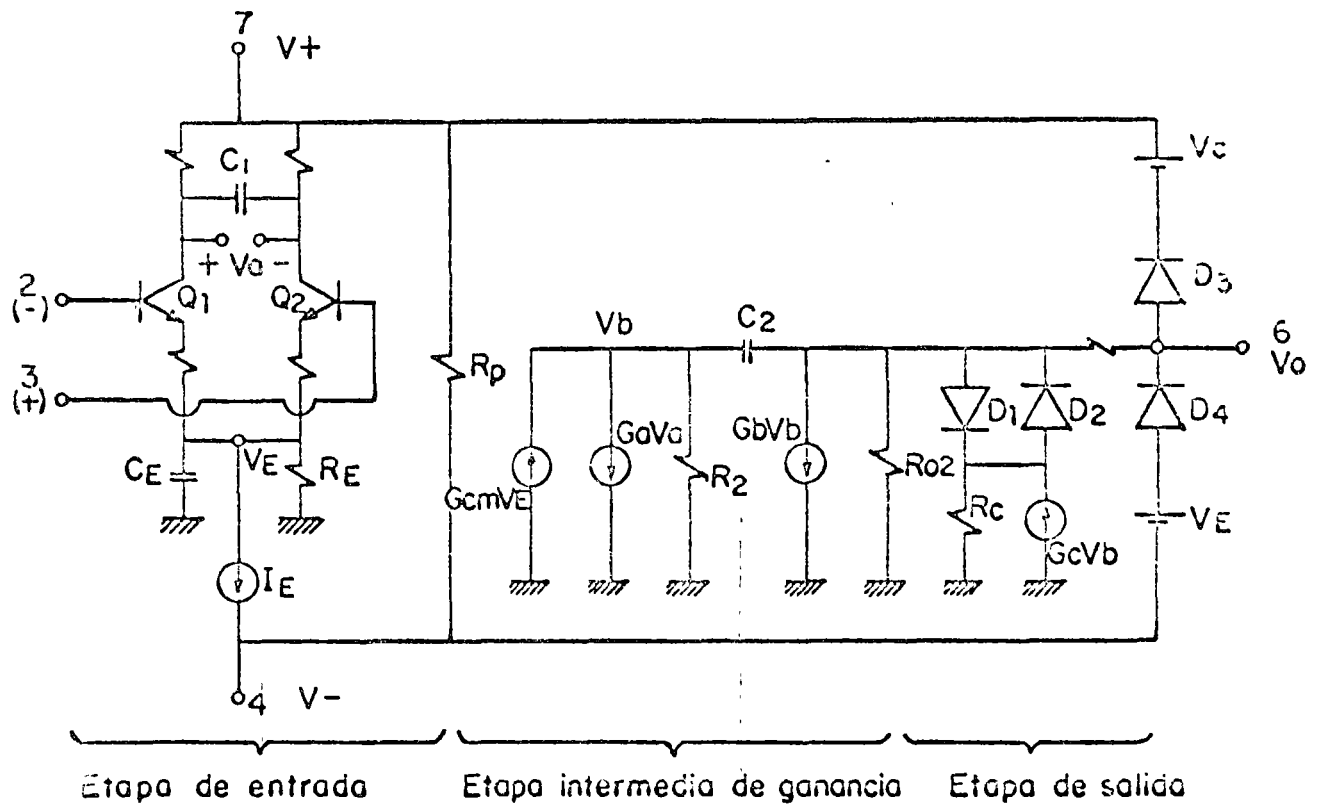 7
V+
C1
Vc
+ Va -
D3
2
(-)
Q1
Q2
Vb
C2
6
Vo
3
(+)
Rp
D1
D2
D4
GaVa
GbVb
VE
CE
RE
R2
Ro2
GcmVE
Rc
GcVb
VE
IE
4 V-
Etapa de entrada
Etapa intermedia de ganancia
Etapa de salida